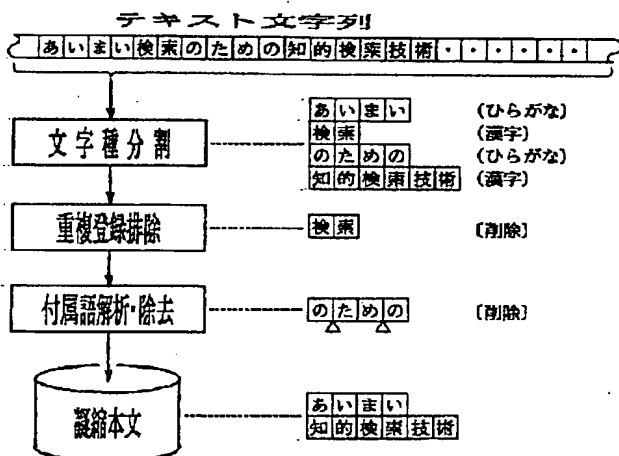 テキスト文字列
あいまい検索のための知的検索技術・・・・・・
文字種分割
あいまい (ひらがな)
検索 (漢字)
のための (ひらがな)
知的検索技術 (漢字)
重複登録排除
検索 〔削除〕
付属語解析・除去
のための 〔削除〕
凝縮本文
あいまい
知的検索技術